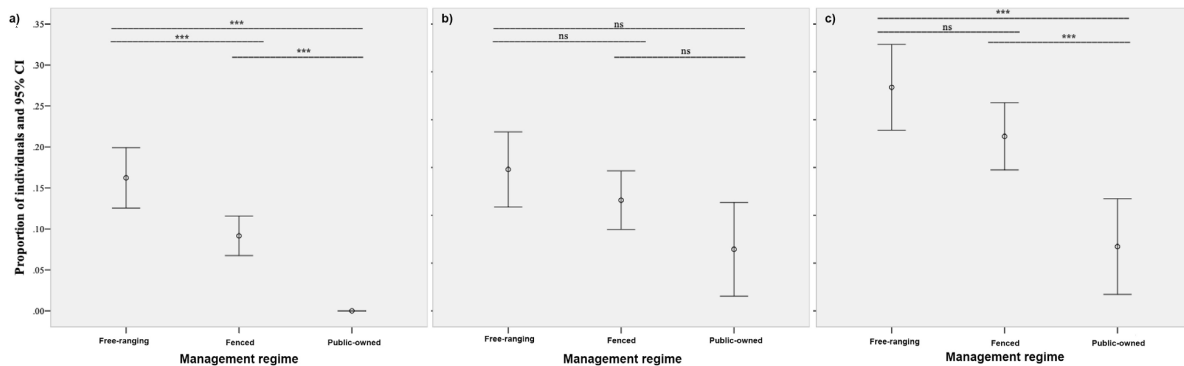 a)
***
***
***
.35
.30
.25
.20
.15
.10
.05
.00
Proportion of individuals and 95% CI
Free-ranging Fenced Public-owned
Management regime
b)
ns
ns
ns
Free-ranging Fenced Public-owned
Management regime
c)
***
ns
***
Free-ranging Fenced Public-owned
Management regime